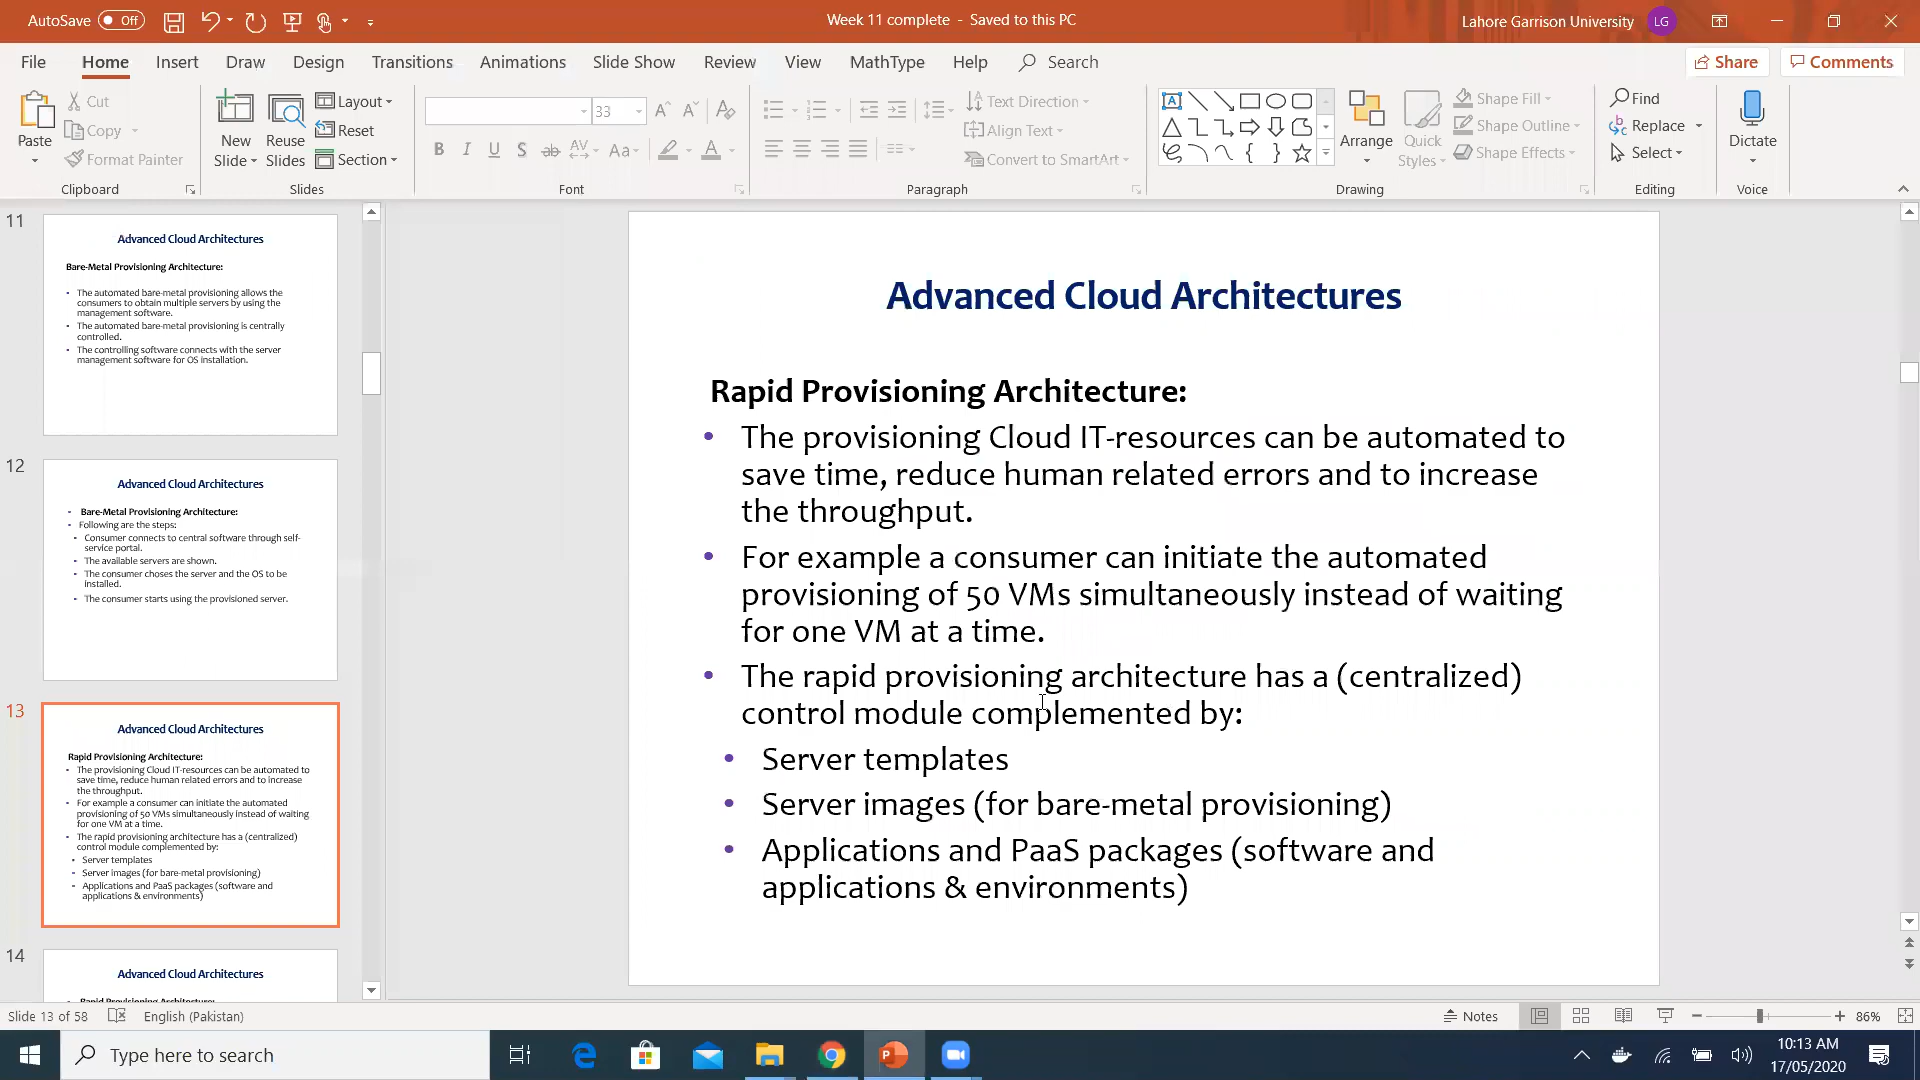 AutoSave Off
Week 11 complete - Saved to this PC
Lahore Garrison University LG
File Home Insert Draw Design Transitions Animations Slide Show Review View MathType Help Search Share Comments
Paste
Cut
Copy
Format Painter
Clipboard
New Slide
Reuse Slides
Layout
Reset
Section
Slides
33
Font
Text Direction
Align Text
Convert to SmartArt
Paragraph
Arrange
Quick Styles
Shape Fill
Shape Outline
Shape Effects
Drawing
Find
Replace
Select
Editing
Dictate
Voice
11
Advanced Cloud Architectures
Bare-Metal Provisioning Architecture:
• The automated bare-metal provisioning allows the
consumers to obtain multiple servers by using the
management software.
• The automated bare-metal provisioning is centrally
controlled.
• The controlling software connects with the server
management software for OS installation.
12
Advanced Cloud Architectures
• Bare-Metal Provisioning Architecture:
• Following are the steps:
• Consumer connects to central software through self-
service portal.
• The available servers are shown.
• The consumer choses the server and the OS to be
installed.
• The consumer starts using the provisioned server.
13
Advanced Cloud Architectures
Rapid Provisioning Architecture:
• The provisioning Cloud IT-resources can be automated to
save time, reduce human related errors and to increase
the throughput.
• For example a consumer can initiate the automated
provisioning of 50 VMs simultaneously instead of waiting
for one VM at a time.
• The rapid provisioning architecture has a (centralized)
control module complemented by:
• Server templates
• Server images (for bare-metal provisioning)
• Applications and PaaS packages (software and
applications & environments)
14
Advanced Cloud Architectures
• Rapid Provisioning Architecture:
Advanced Cloud Architectures
Rapid Provisioning Architecture:
• The provisioning Cloud IT-resources can be automated to
save time, reduce human related errors and to increase
the throughput.
• For example a consumer can initiate the automated
provisioning of 50 VMs simultaneously instead of waiting
for one VM at a time.
• The rapid provisioning architecture has a (centralized)
control module complemented by:
• Server templates
• Server images (for bare-metal provisioning)
• Applications and PaaS packages (software and
applications & environments)
Slide 13 of 58 English (Pakistan) Notes 86%
Type here to search
10:13 AM
17/05/2020